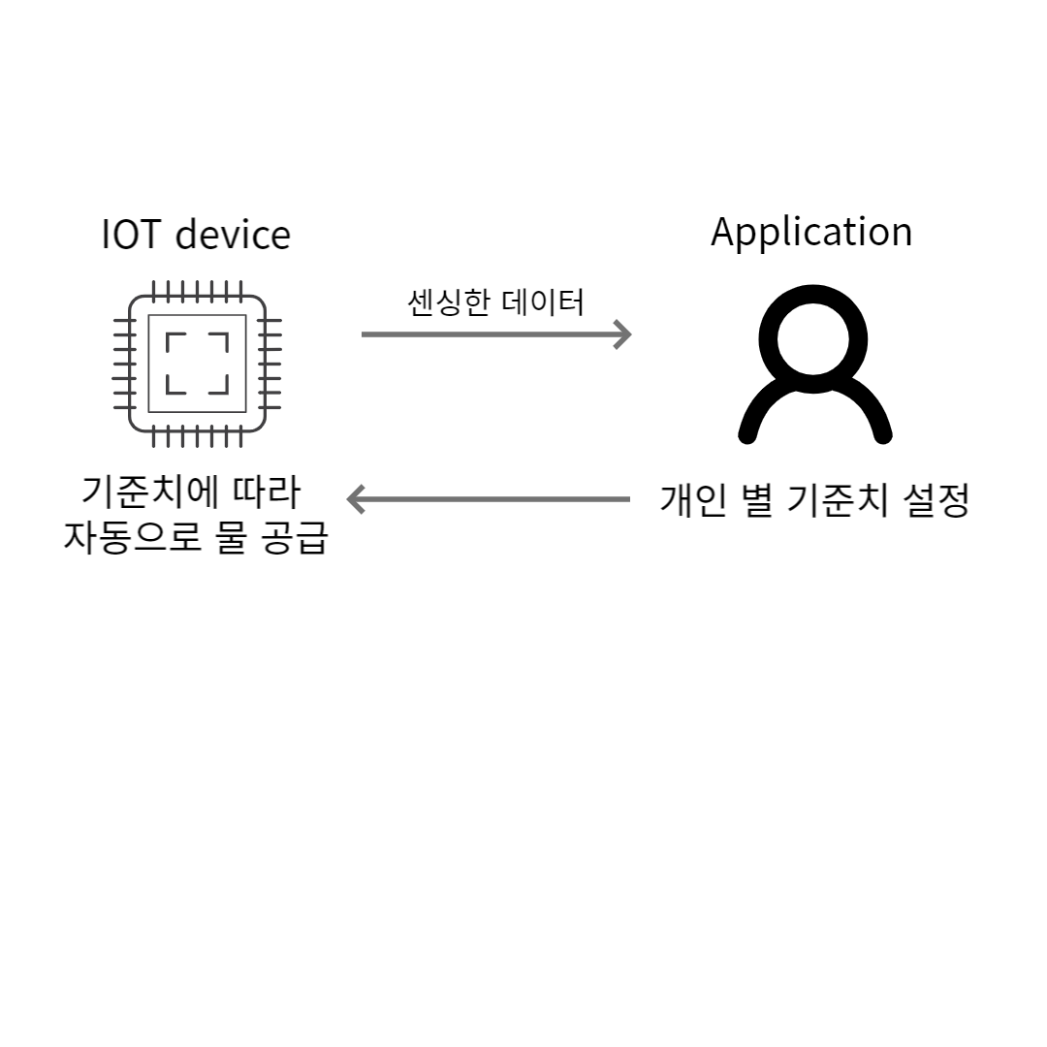 IOT device
Application
센싱한 데이터
기준치에 따라
자동으로 물 공급
개인 별 기준치 설정